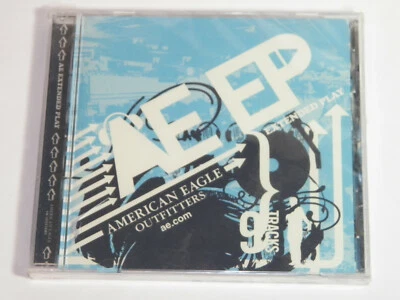 AE EXTENDED PLAY
AE EP
EXTENDED PLAY
AMERICAN EAGLE
OUTFITTERS
ae.com
9 TRACKS